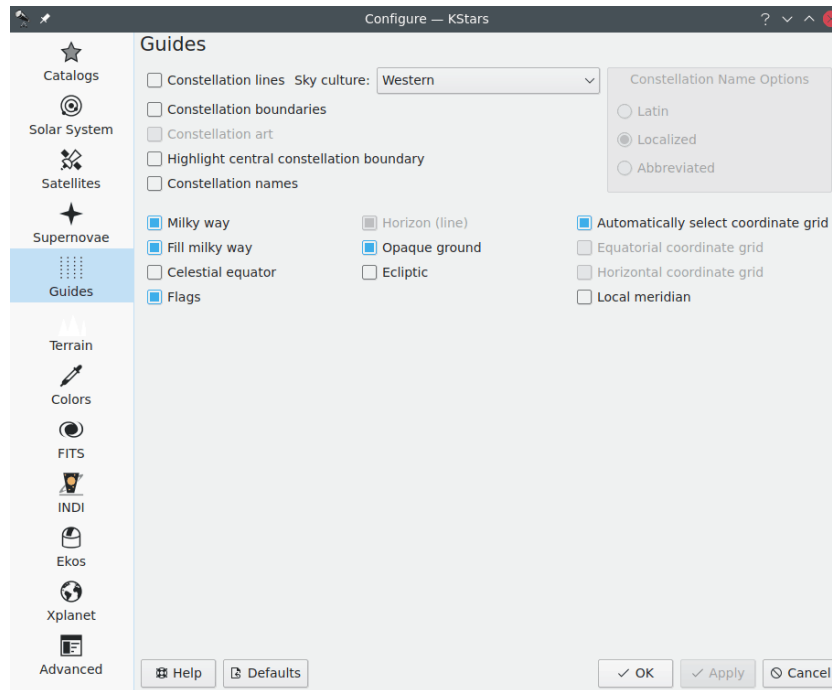 Configure — KStars
Catalogs
Solar System
Satellites
Supernovae
Guides
Terrain
Colors
FITS
INDI
Ekos
Xplanet
Advanced
Guides
Constellation lines Sky culture: Western
Constellation boundaries
Constellation art
Highlight central constellation boundary
Constellation names
Constellation Name Options
Latin
Localized
Abbreviated
Milky way Horizon (line) Automatically select coordinate grid
Fill milky way Opaque ground Equatorial coordinate grid
Celestial equator Ecliptic Horizontal coordinate grid
Flags Local meridian
Help Defaults OK Apply Cancel